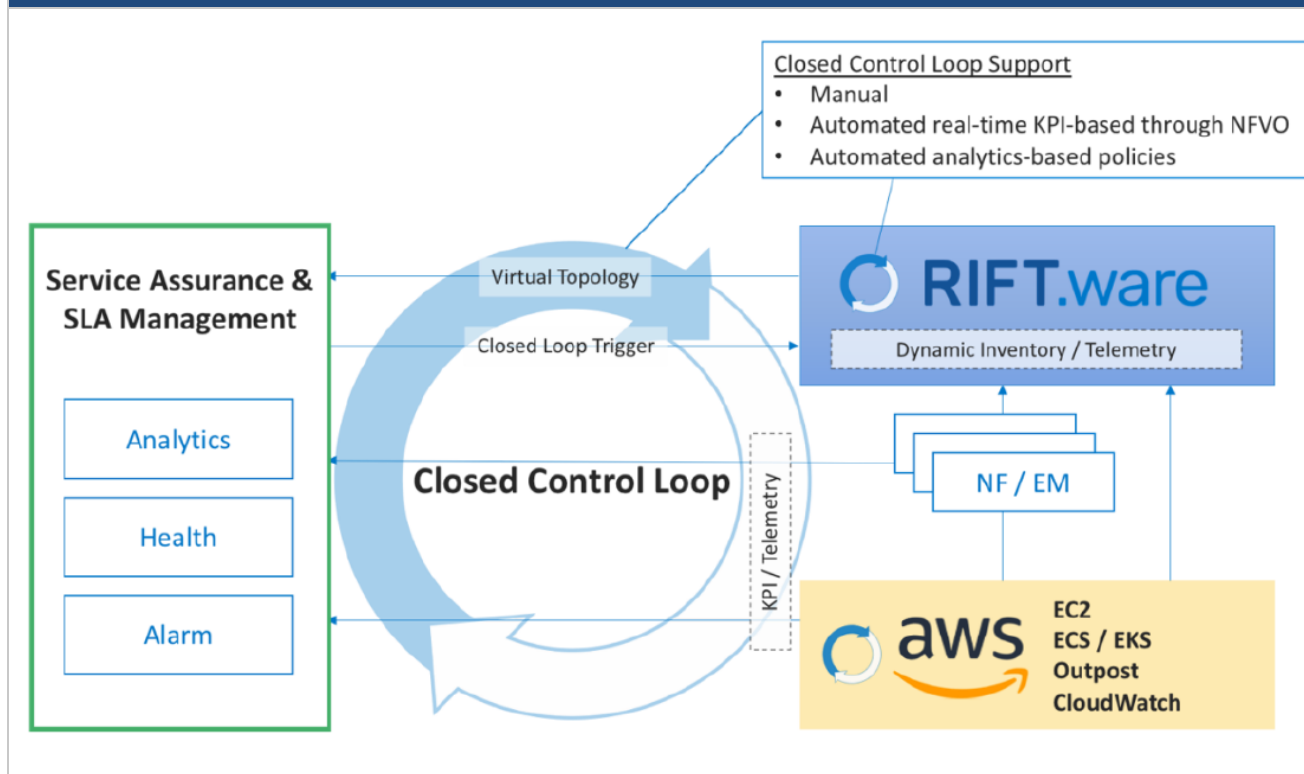 Closed Control Loop Support
• Manual
• Automated real-time KPI-based through NFVO
• Automated analytics-based policies
Service Assurance &
SLA Management
Analytics
Health
Alarm
Virtual Topology
Closed Loop Trigger
Closed Control Loop
KPI / Telemetry
RIFT.ware
Dynamic Inventory / Telemetry
NF / EM
aws
EC2
ECS / EKS
Outpost
CloudWatch